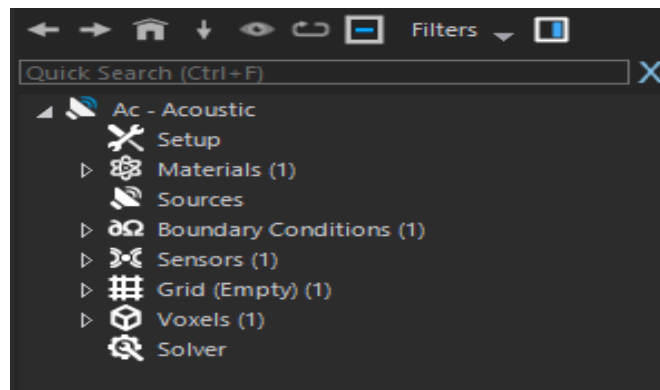 Filters
Quick Search (Ctrl+F)
Ac - Acoustic
Setup
Materials (1)
Sources
Boundary Conditions (1)
Sensors (1)
Grid (Empty) (1)
Voxels (1)
Solver